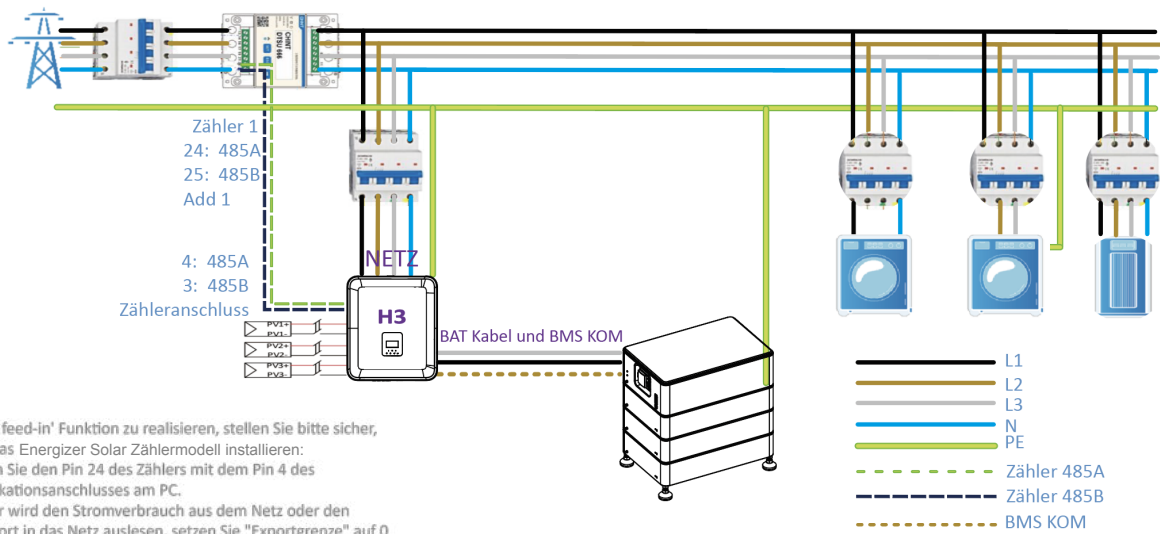 CHINT
DTSU 666
Zähler 1
24: 485A
25: 485B
Add 1
4: 485A
3: 485B
Zähleranschluss
NETZ
H3
PV1+
PV1-
PV2+
PV2-
PV3+
PV3-
BAT Kabel und BMS KOM
L1
L2
L3
N
PE
Zähler 485A
Zähler 485B
BMS KOM
feed-in' Funktion zu realisieren, stellen Sie bitte sicher,
as Energizer Solar Zählermodell installieren:
Sie den Pin 24 des Zählers mit dem Pin 4 des
kationsanschlusses am PC.
r wird den Stromverbrauch aus dem Netz oder den
ort in das Netz auslesen, setzen Sie "Exportgrenze" auf 0